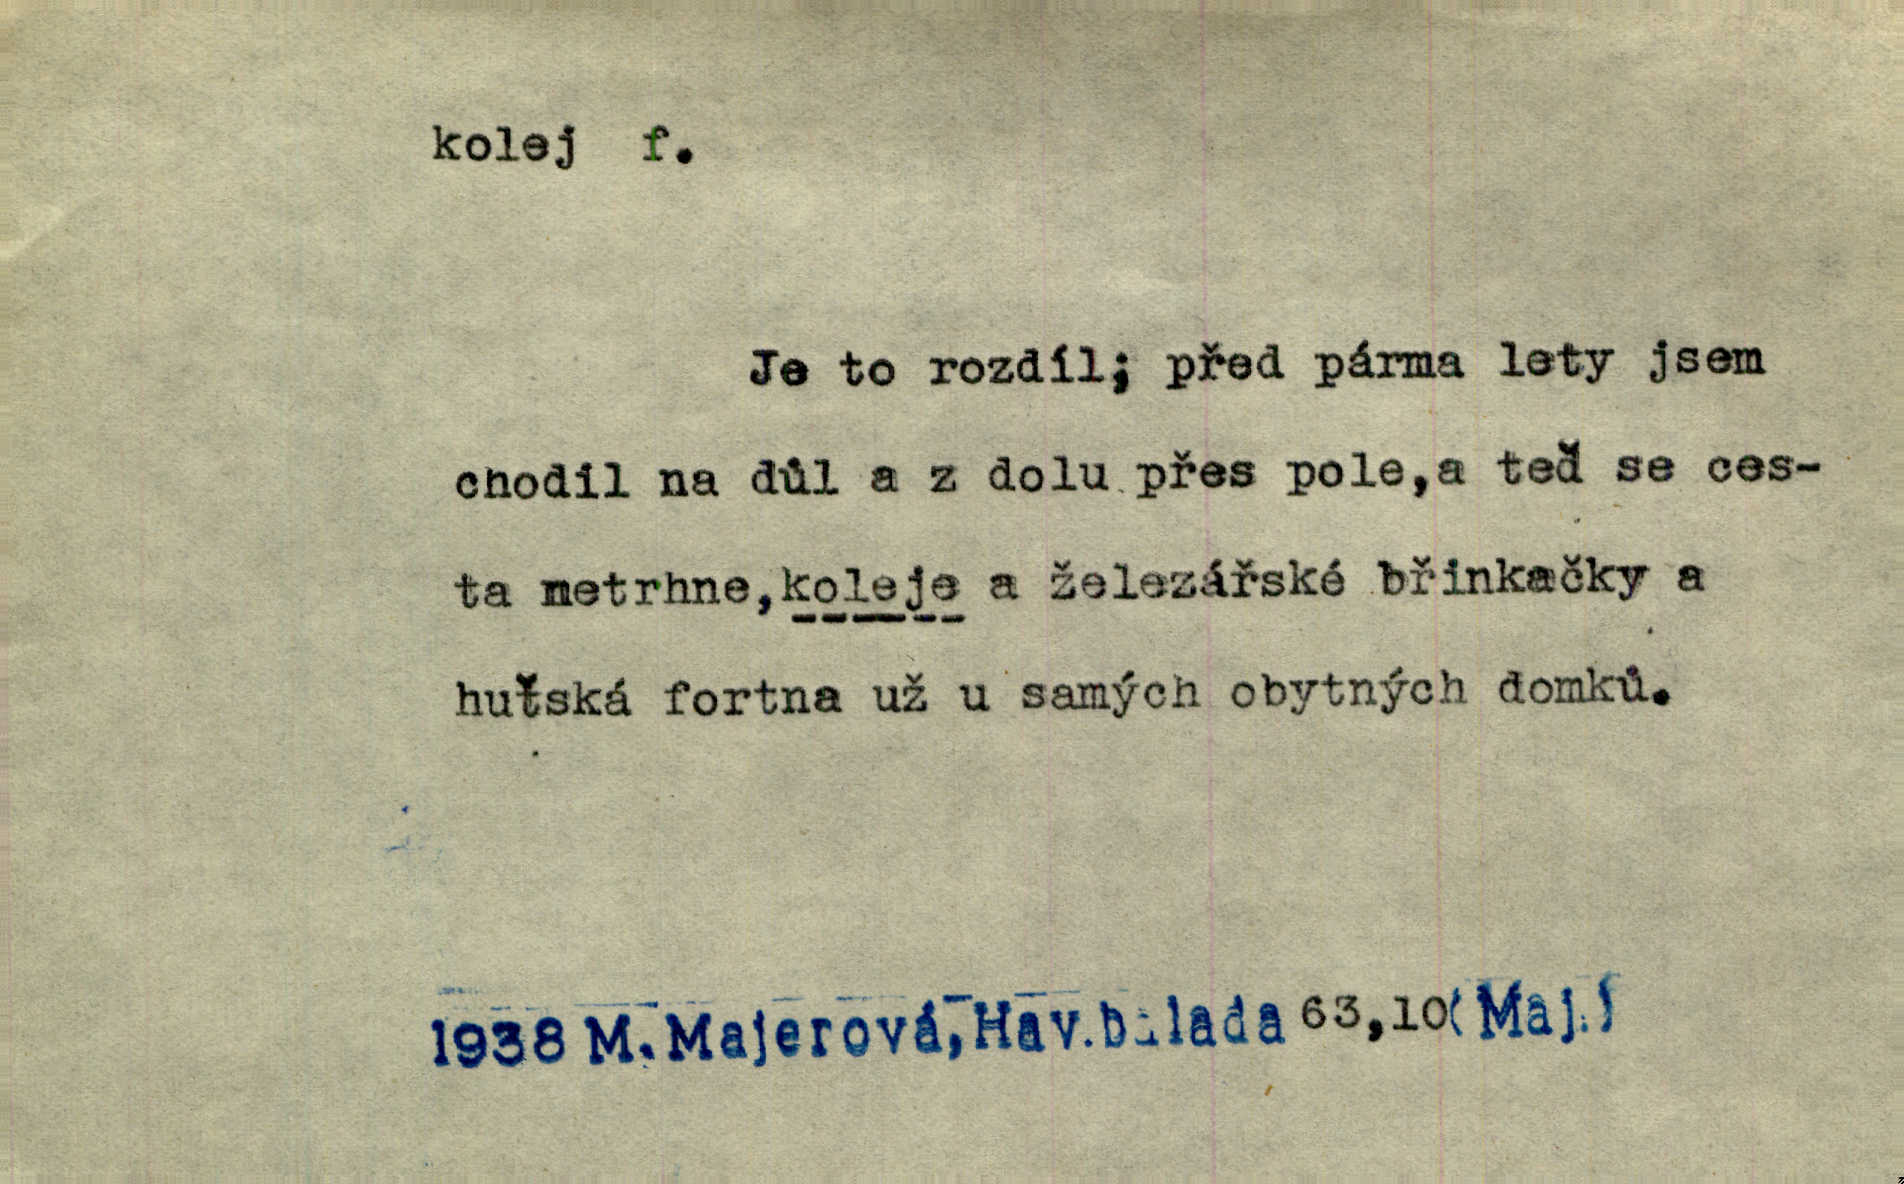 kolej f.
Je to rozdíl; před párma lety jsem
chodil na důl a z dolu přes pole,a teď se ces-
ta netrhne,koleje a železářské břinkačky a
huťská fortna už u samých obytných domků.
1938 M. Majerová, Hav. balada 63,10 (Maj.)